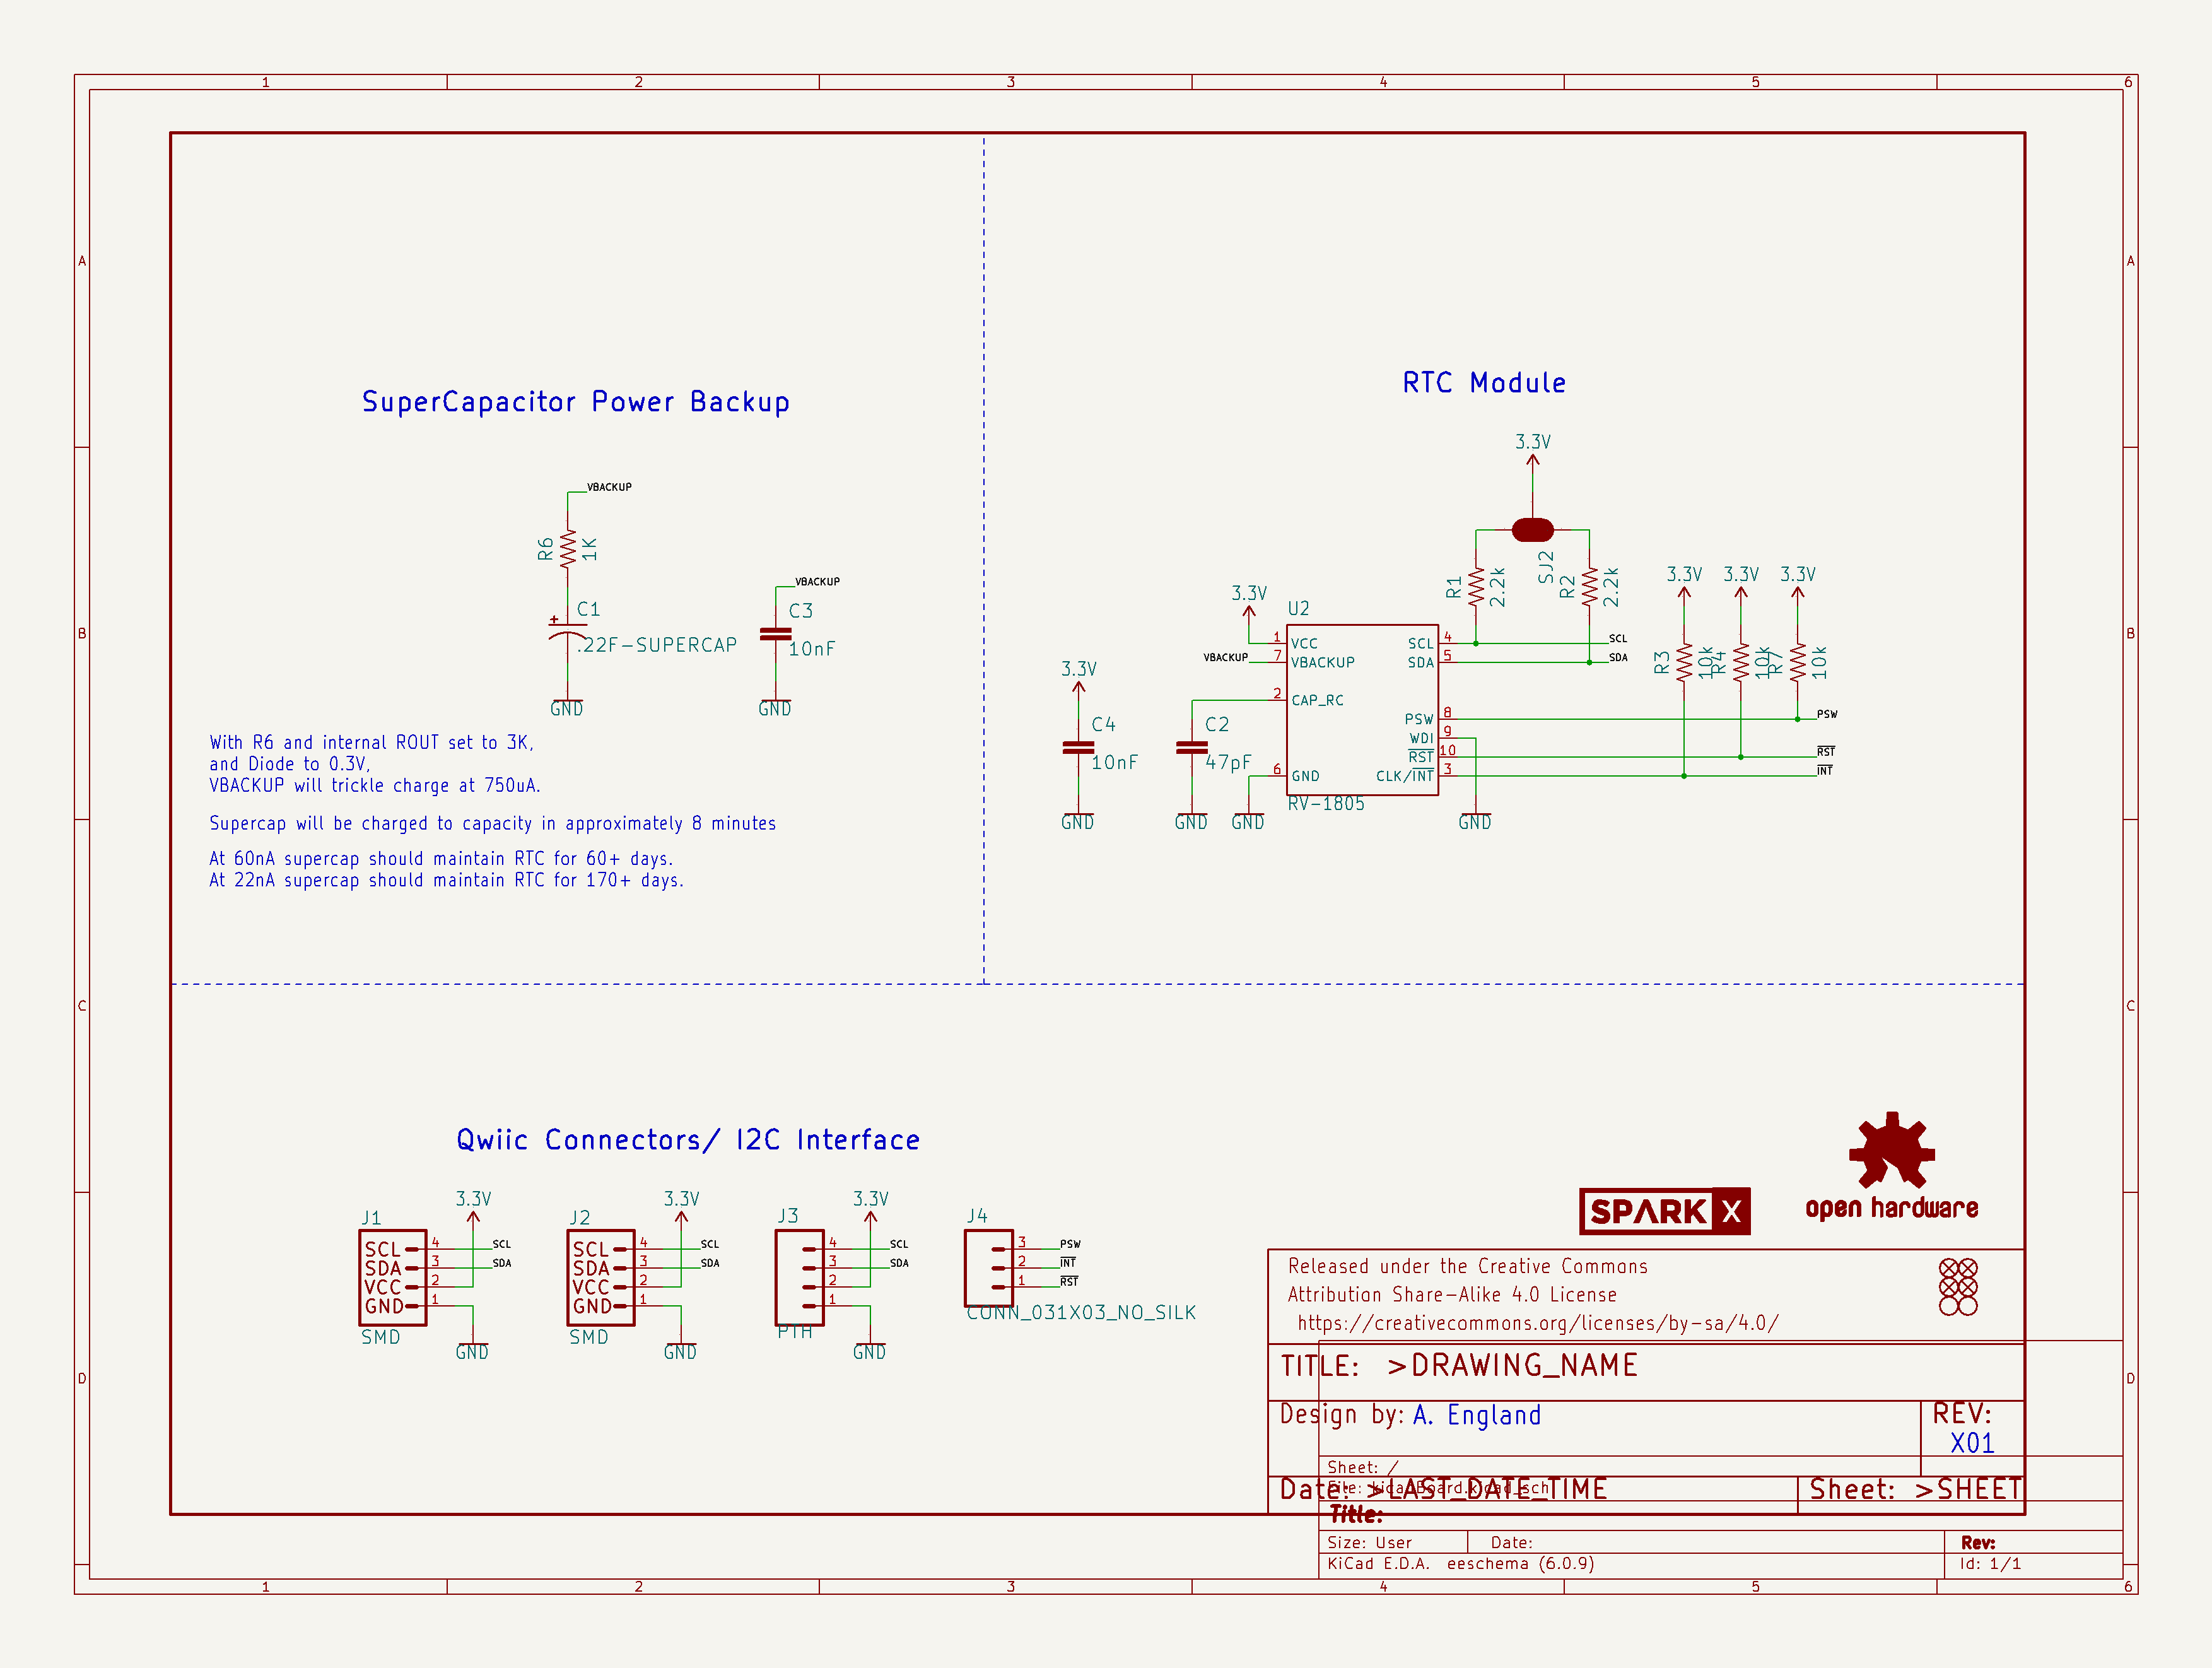 1 2 3 4 5 6
A
A
SuperCapacitor Power Backup
RTC Module
3.3V
VBACKUP
R6
1K
VBACKUP
C1
.22F-SUPERCAP
C3
10nF
GND
GND
With R6 and internal ROUT set to 3K,
and Diode to 0.3V,
VBACKUP will trickle charge at 750uA.
Supercap will be charged to capacity in approximately 8 minutes
At 60nA supercap should maintain RTC for 60+ days.
At 22nA supercap should maintain RTC for 170+ days.
B
B
SJ2
R1
2.2k
R2
2.2k
3.3V
3.3V
3.3V
3.3V
3.3V
R3
10k
R4
10k
R7
10k
U2
1 VCC
VBACKUP 7 VBACKUP
2 CAP_RC
6 GND
SCL 4
SDA 5
PSW 8
WDI 9
RST 10
CLK/INT 3
RV-1805
SCL
SDA
PSW
RST
INT
C4
10nF
C2
47pF
GND
GND
GND
GND
C
C
Qwiic Connectors/ I2C Interface
3.3V
3.3V
3.3V
J1
SCL 4 SCL
SDA 3 SDA
VCC 2
GND 1
SMD
GND
J2
SCL 4 SCL
SDA 3 SDA
VCC 2
GND 1
SMD
GND
J3
4 SCL
3 SDA
2
1
PTH
GND
J4
3 PSW
2 INT
1 RST
CONN_031X03_NO_SILK
D
D
SPARK X
open hardware
Released under the Creative Commons
Attribution Share-Alike 4.0 License
https://creativecommons.org/licenses/by-sa/4.0/
TITLE: >DRAWING_NAME
Design by: A. England
REV:
X01
Sheet: /
File: kicadBoard.kicad_sch
Date: >LAST_DATE_TIME
Sheet: >SHEET
Title:
Size: User Date: Rev:
KiCad E.D.A. eeschema (6.0.9) Id: 1/1
1 2 3 4 5 6